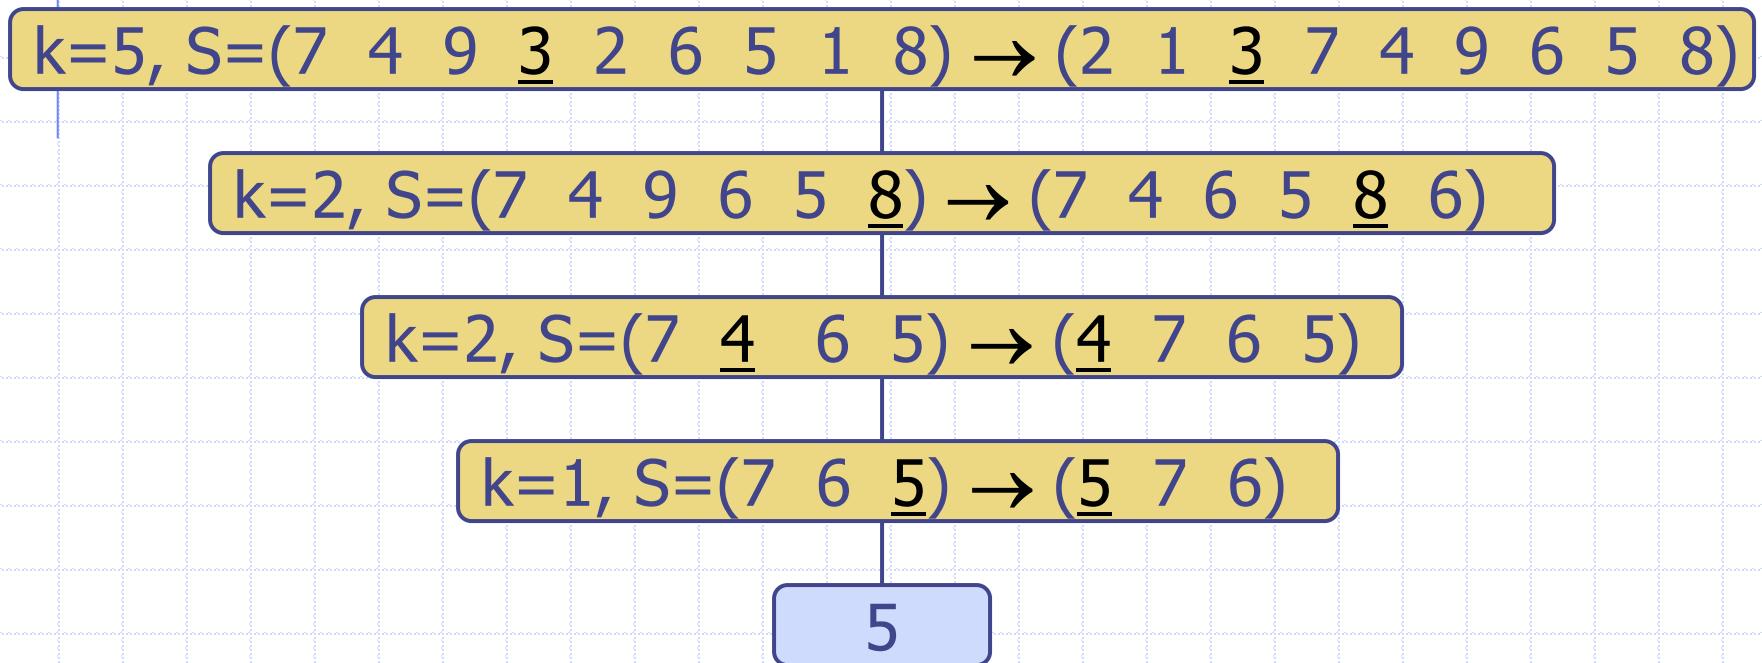 k=5, S=(7 4 9 3 2 6 5 1 8) → (2 1 3 7 4 9 6 5 8)
k=2, S=(7 4 9 6 5 8) → (7 4 6 5 8 6)
k=2, S=(7 4 6 5) → (4 7 6 5)
k=1, S=(7 6 5) → (5 7 6)
5